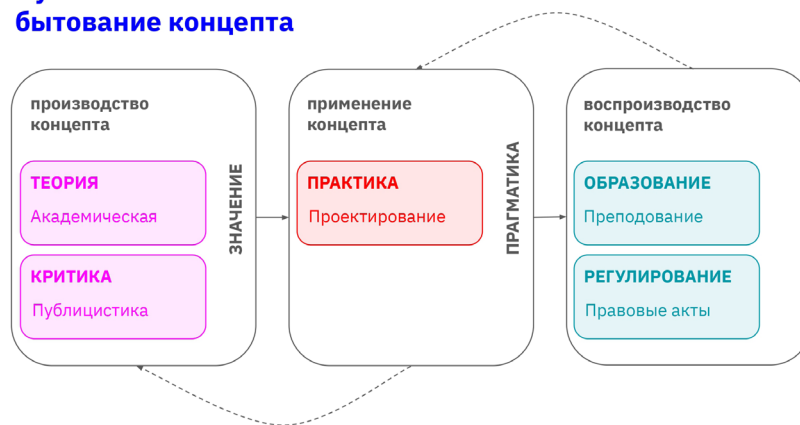 бытование концепта
производство
концепта
ТЕОРИЯ
Академическая
КРИТИКА
Публицистика
ЗНАЧЕНИЕ
применение
концепта
ПРАКТИКА
Проектирование
ПРАГМАТИКА
воспроизводство
концепта
ОБРАЗОВАНИЕ
Преподование
РЕГУЛИРОВАНИЕ
Правовые акты